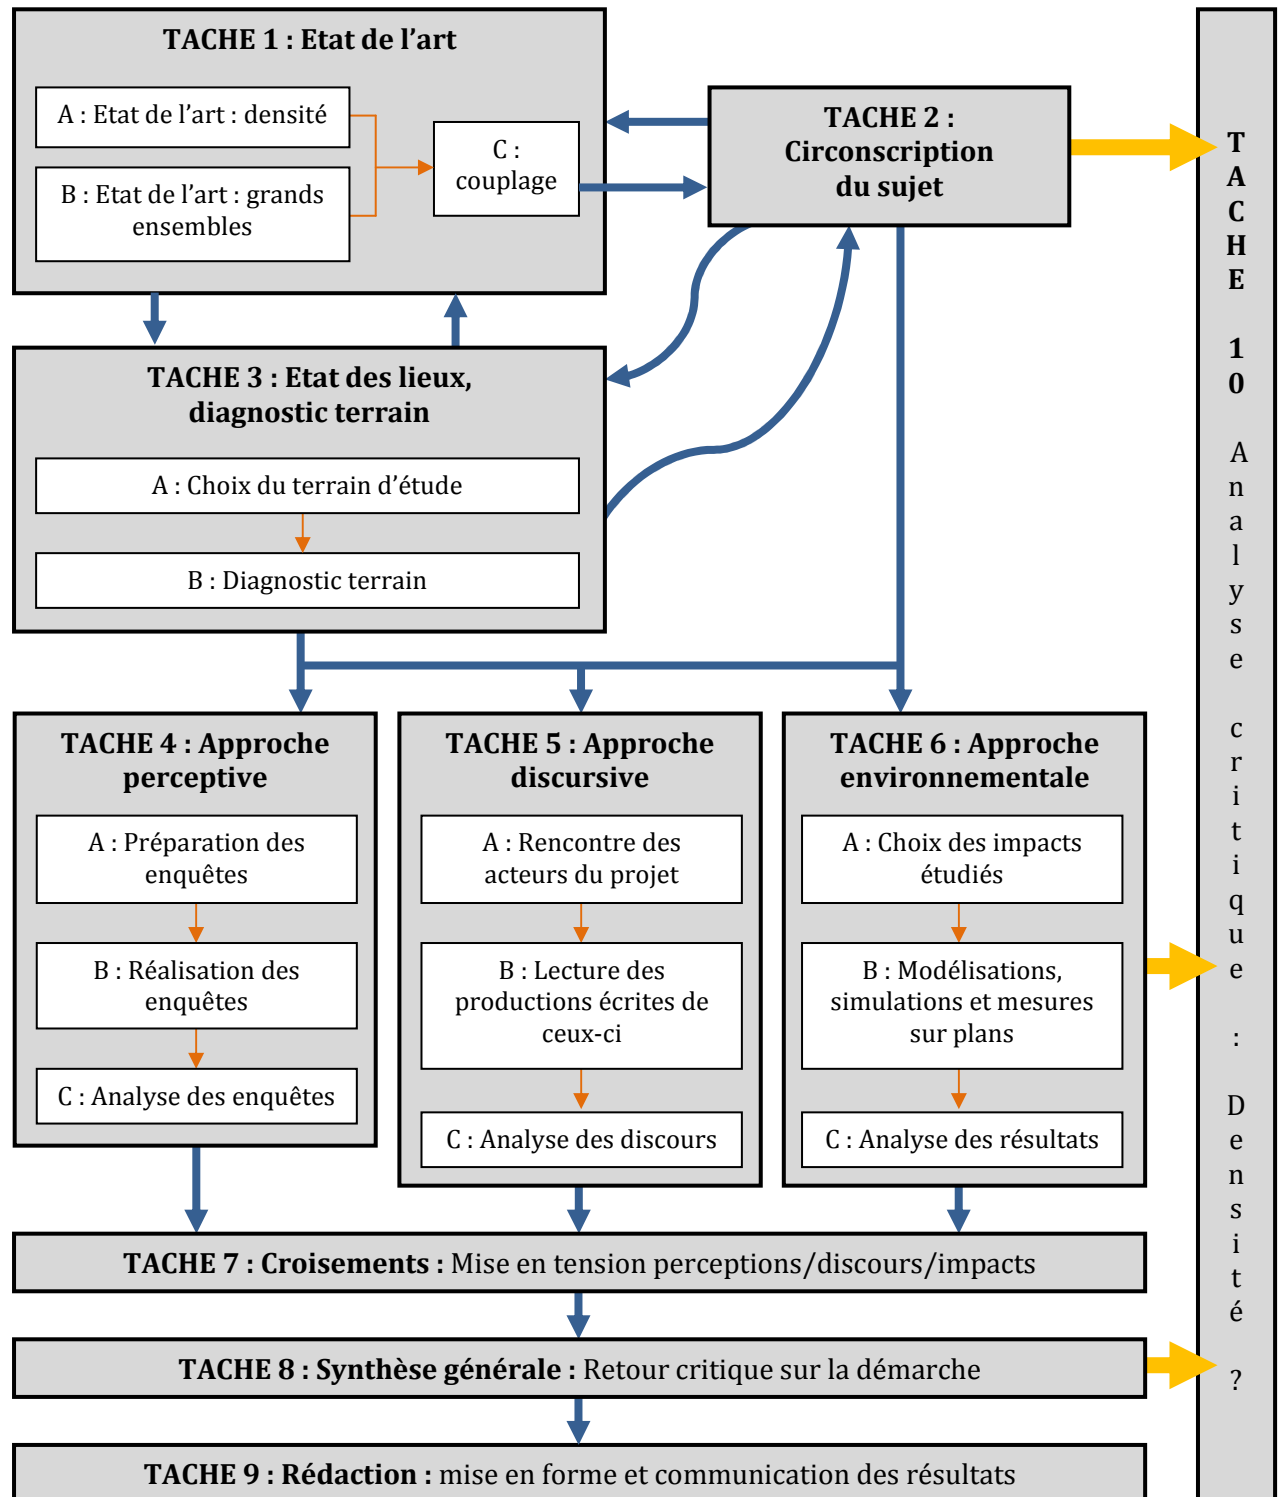 TACHE 1 : Etat de l’art
A : Etat de l’art : densité
B : Etat de l’art : grands
ensembles
C :
couplage
TACHE 2 :
Circonscription
du sujet
TACHE 3 : Etat des lieux,
diagnostic terrain
A : Choix du terrain d’étude
B : Diagnostic terrain
TACHE 4 : Approche
perceptive
A : Préparation des
enquêtes
B : Réalisation des
enquêtes
C : Analyse des enquêtes
TACHE 5 : Approche
discursive
A : Rencontre des
acteurs du projet
B : Lecture des
productions écrites de
ceux-ci
C : Analyse des discours
TACHE 6 : Approche
environnementale
A : Choix des impacts
étudiés
B : Modélisations,
simulations et mesures
sur plans
C : Analyse des résultats
TACHE 7 : Croisements : Mise en tension perceptions/discours/impacts
TACHE 8 : Synthèse générale : Retour critique sur la démarche
TACHE 9 : Rédaction : mise en forme et communication des résultats
TACHE 10 Analyse critique : Densité ?